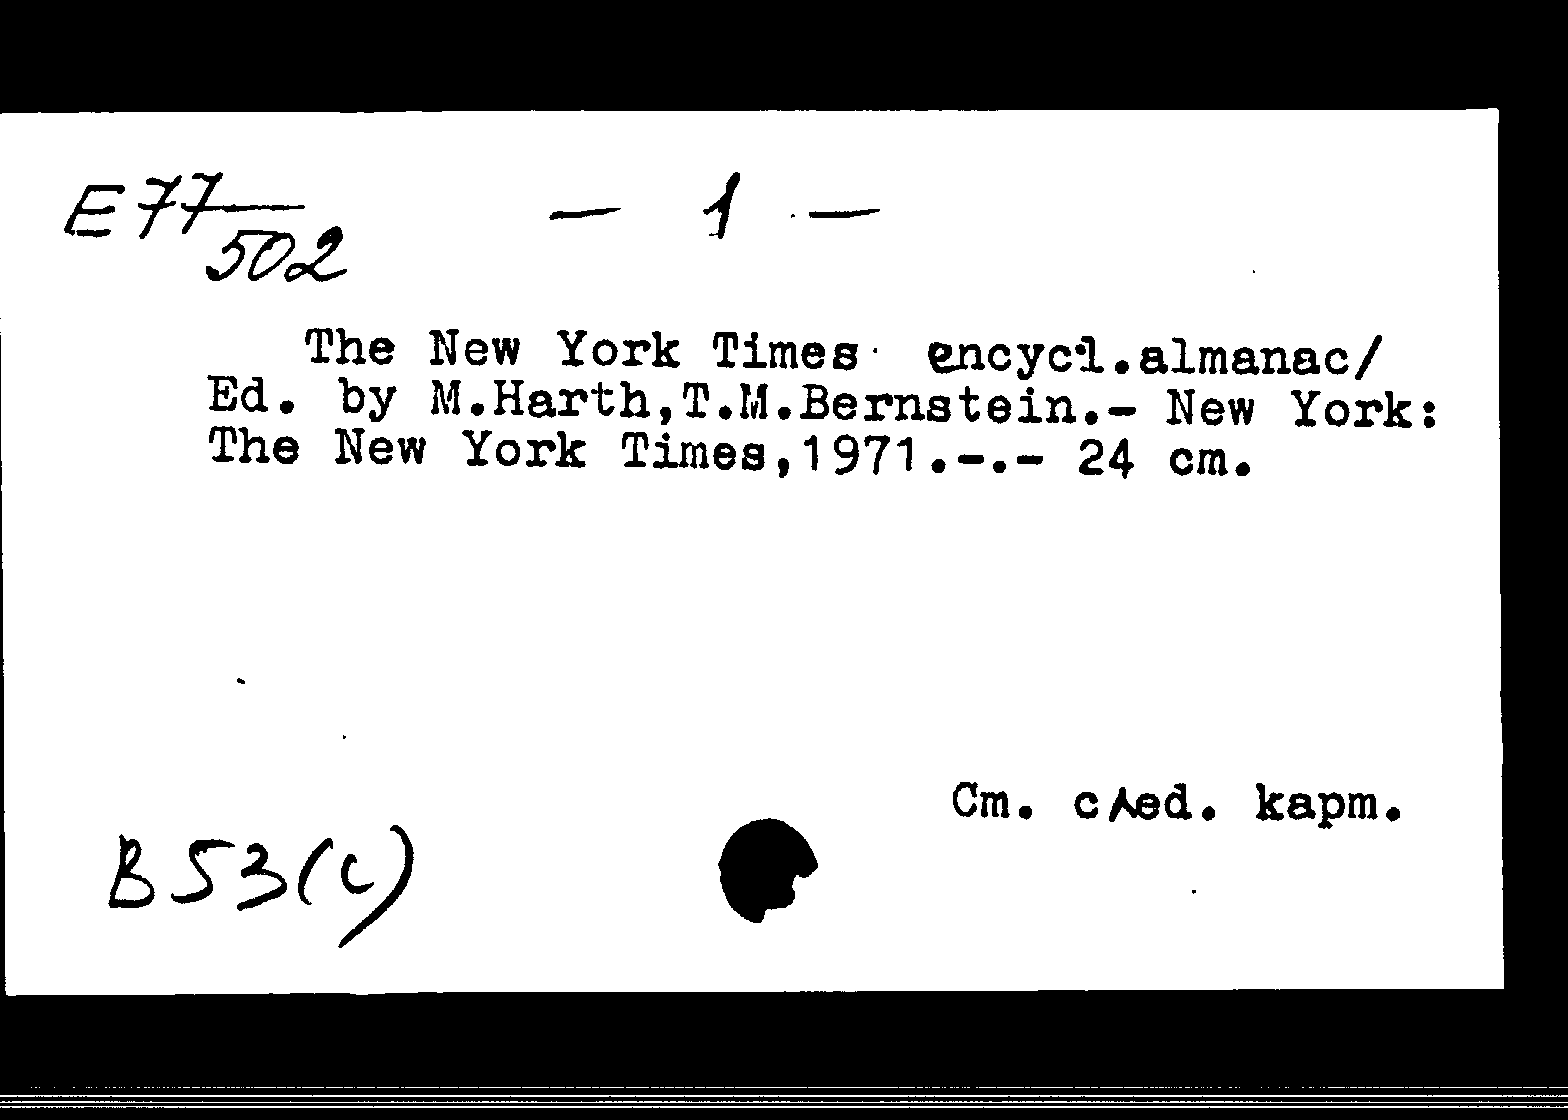 E77/502 — 1 —
The New York Times encycl.almanac/
Ed. by M.Harth,T.M.Bernstein.- New York:
The New York Times,1971.-.- 24 cm.
Cm. cлed. kapm.
B53(c)